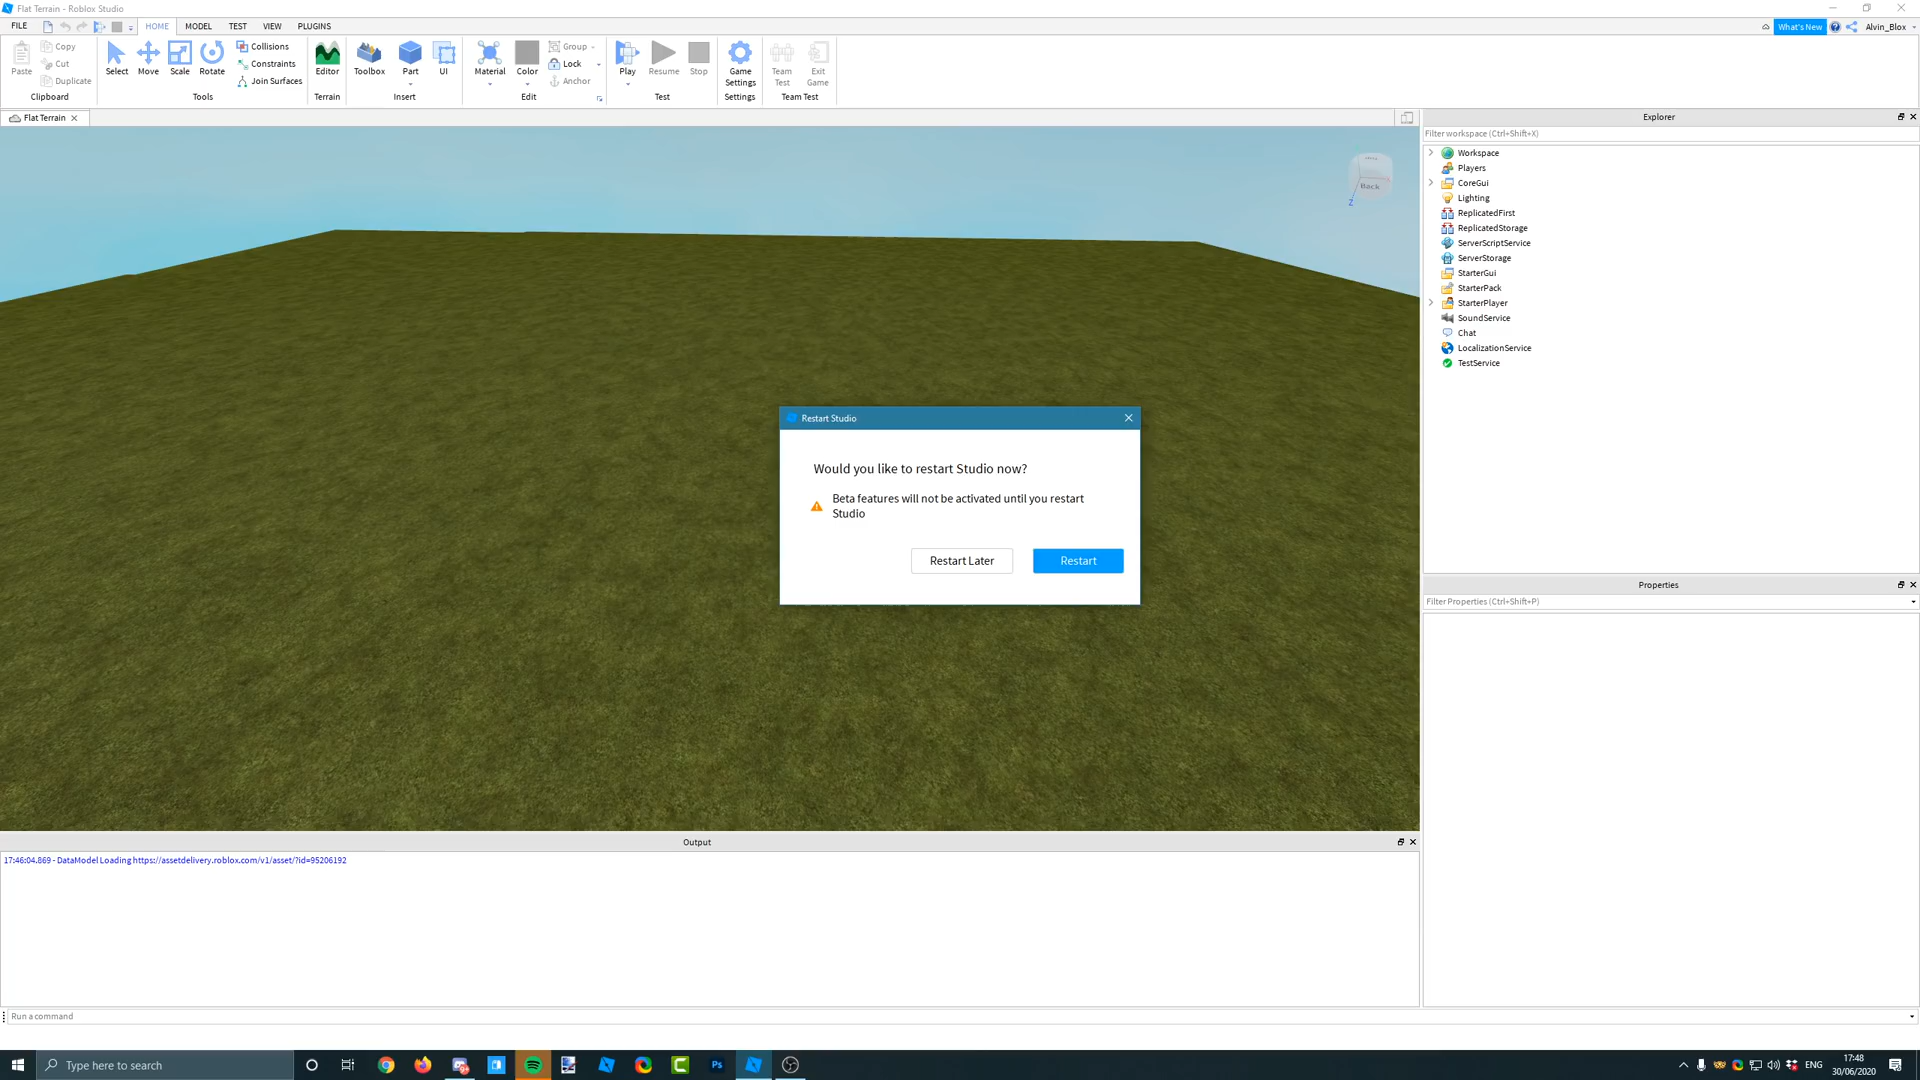 Flat Terrain - Roblox Studio
FILE HOME MODEL TEST VIEW PLUGINS
What's New Alvin_Blox
Paste Copy Cut Duplicate
Clipboard
Select Move Scale Rotate Collisions Constraints Join Surfaces
Tools
Editor
Terrain
Toolbox Part UI
Insert
Material Color Group Lock Anchor
Edit
Play Resume Stop
Test
Game Settings
Settings
Team Test Exit Game
Team Test
Flat Terrain
Back
Z
Explorer
Filter workspace (Ctrl+Shift+X)
Workspace
Players
CoreGui
Lighting
ReplicatedFirst
ReplicatedStorage
ServerScriptService
ServerStorage
StarterGui
StarterPack
StarterPlayer
SoundService
Chat
LocalizationService
TestService
Restart Studio
Would you like to restart Studio now?
Beta features will not be activated until you restart
Studio
Restart Later Restart
Properties
Filter Properties (Ctrl+Shift+P)
Output
17:46:04.869 - DataModel Loading https://assetdelivery.roblox.com/v1/asset/?id=95206192
Run a command
Type here to search
Ps
ENG
17:48
30/06/2020